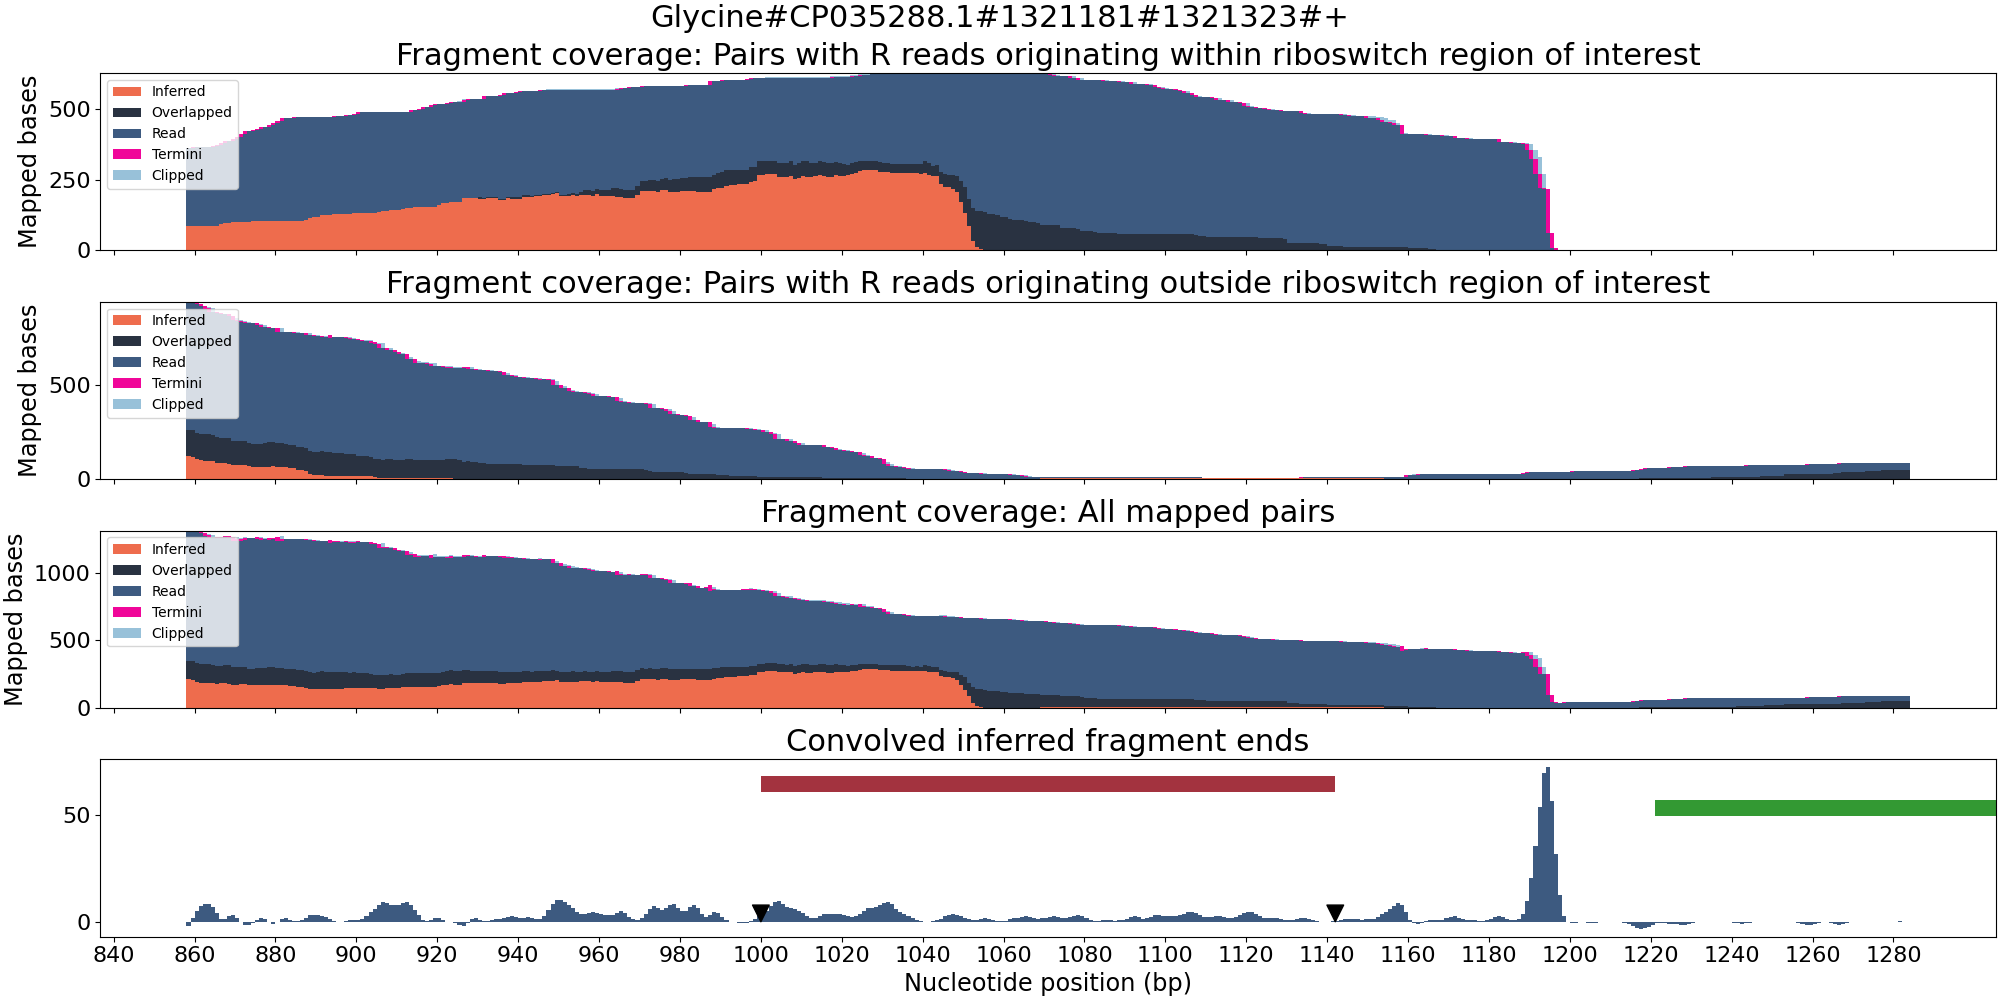 Glycine#CP035288.1#1321181#1321323#+
Fragment coverage: Pairs with R reads originating within riboswitch region of interest
Mapped bases
500
250
0
Inferred
Overlapped
Read
Termini
Clipped
Fragment coverage: Pairs with R reads originating outside riboswitch region of interest
Mapped bases
500
0
Inferred
Overlapped
Read
Termini
Clipped
Fragment coverage: All mapped pairs
Mapped bases
1000
500
0
Inferred
Overlapped
Read
Termini
Clipped
Convolved inferred fragment ends
50
0
840 860 880 900 920 940 960 980 1000 1020 1040 1060 1080 1100 1120 1140 1160 1180 1200 1220 1240 1260 1280
Nucleotide position (bp)